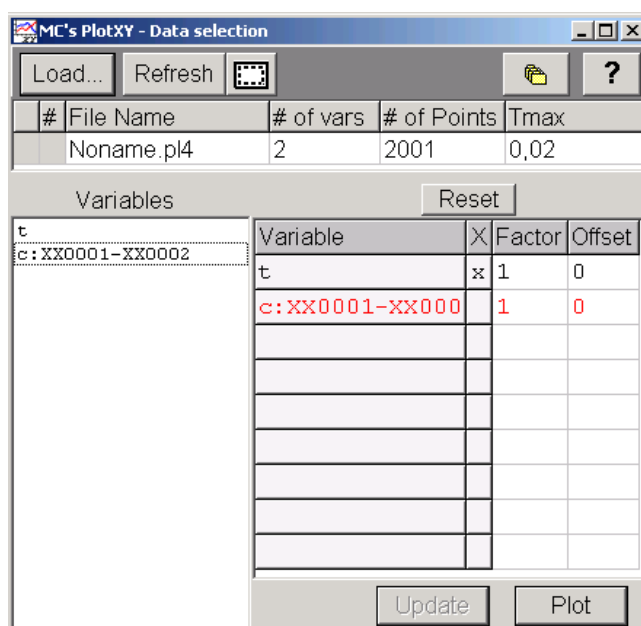 MC's PlotXY - Data selection
Load... Refresh ?
# File Name # of vars # of Points Tmax
Noname.pl4 2 2001 0,02
Variables Reset
t
c:XX0001-XX0002
Variable X Factor Offset
t x 1 0
c:XX0001-XX000 1 0
Update Plot